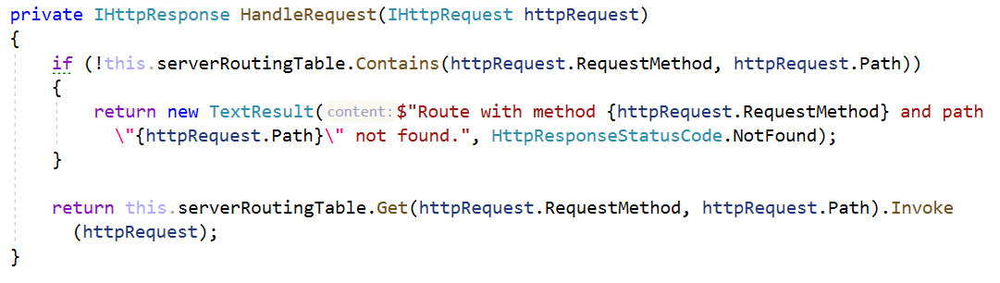 private IHttpResponse HandleRequest(IHttpRequest httpRequest)
{
if (!this.serverRoutingTable.Contains(httpRequest.RequestMethod, httpRequest.Path))
{
return new TextResult(content:$"Route with method {httpRequest.RequestMethod} and path
\"{httpRequest.Path}\" not found.", HttpResponseStatusCode.NotFound);
}
return this.serverRoutingTable.Get(httpRequest.RequestMethod, httpRequest.Path).Invoke
(httpRequest);
}